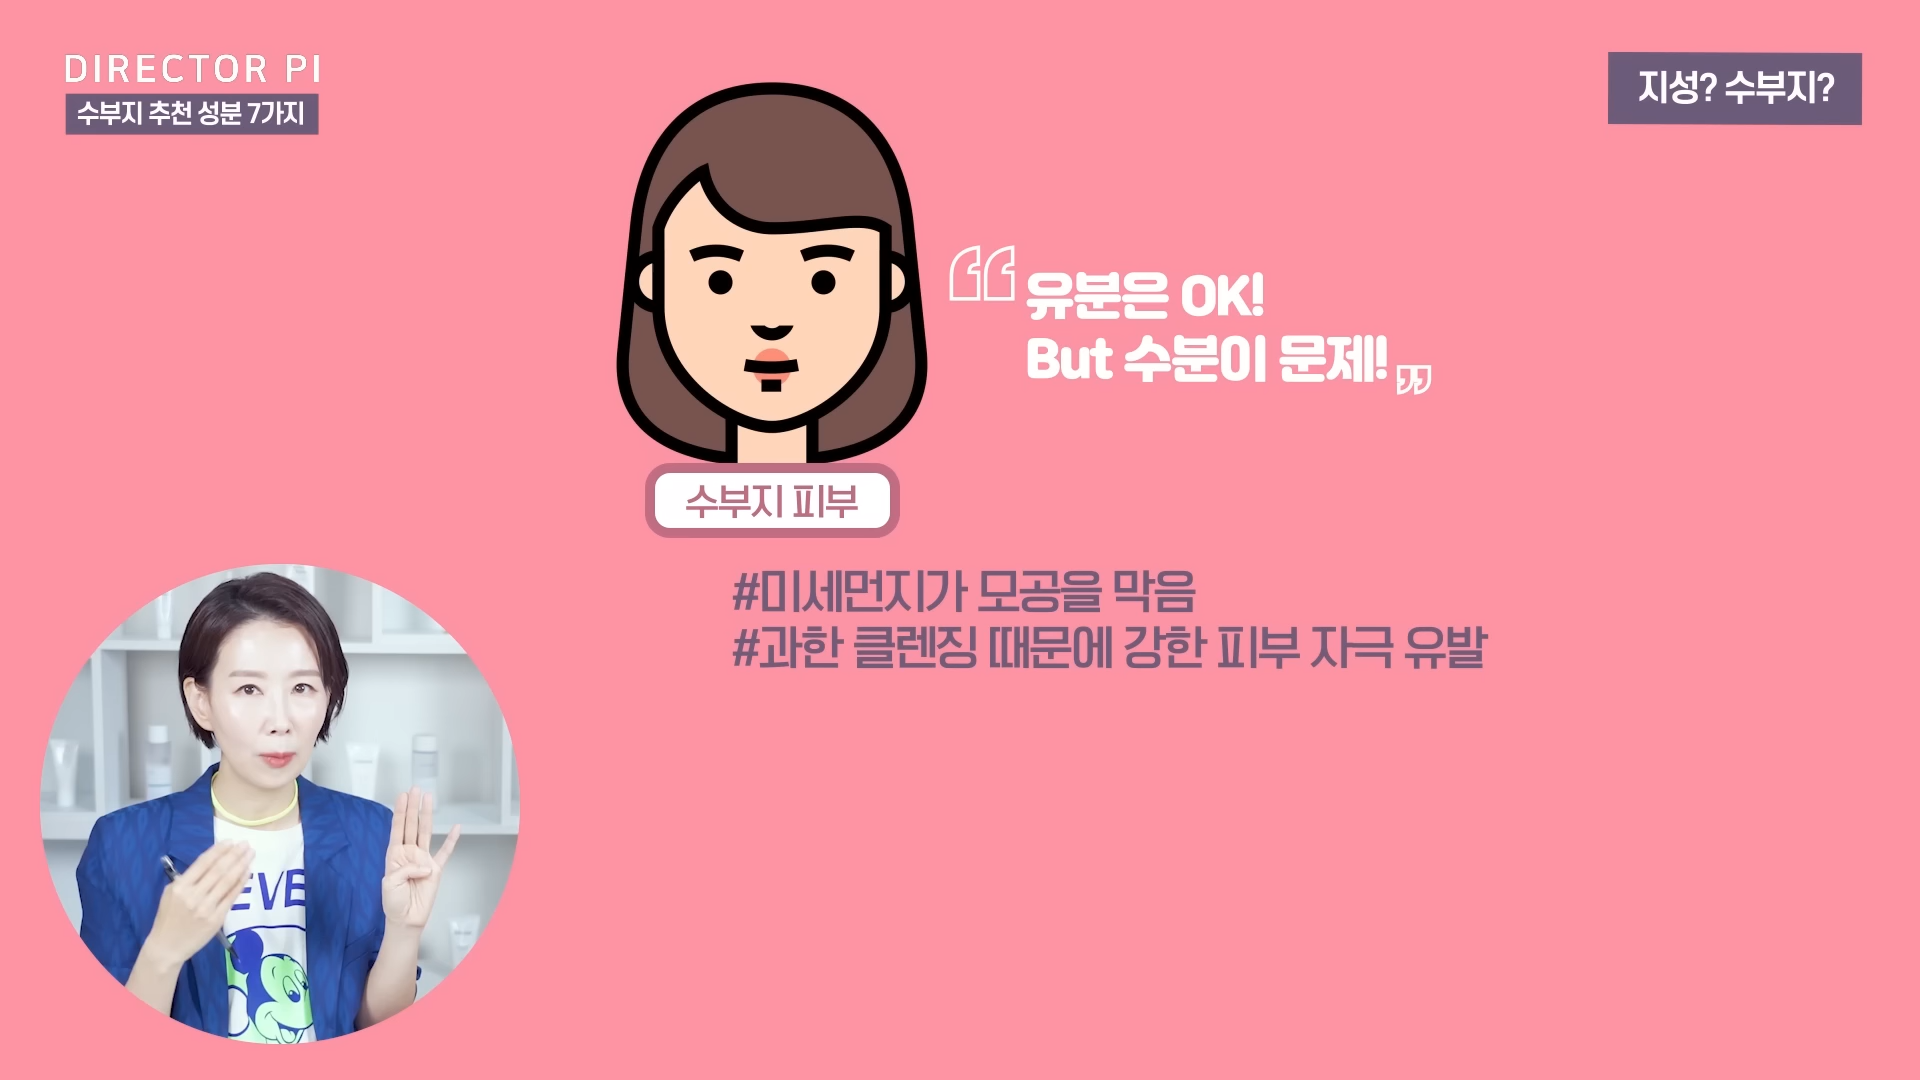 DIRECTOR PI
수부지 추천 성분 7가지
지성? 수부지?
“유분은 OK!
But 수분이 문제!”
수부지 피부
#미세먼지가 모공을 막음
#과한 클렌징 때문에 강한 피부 자극 유발
EVE